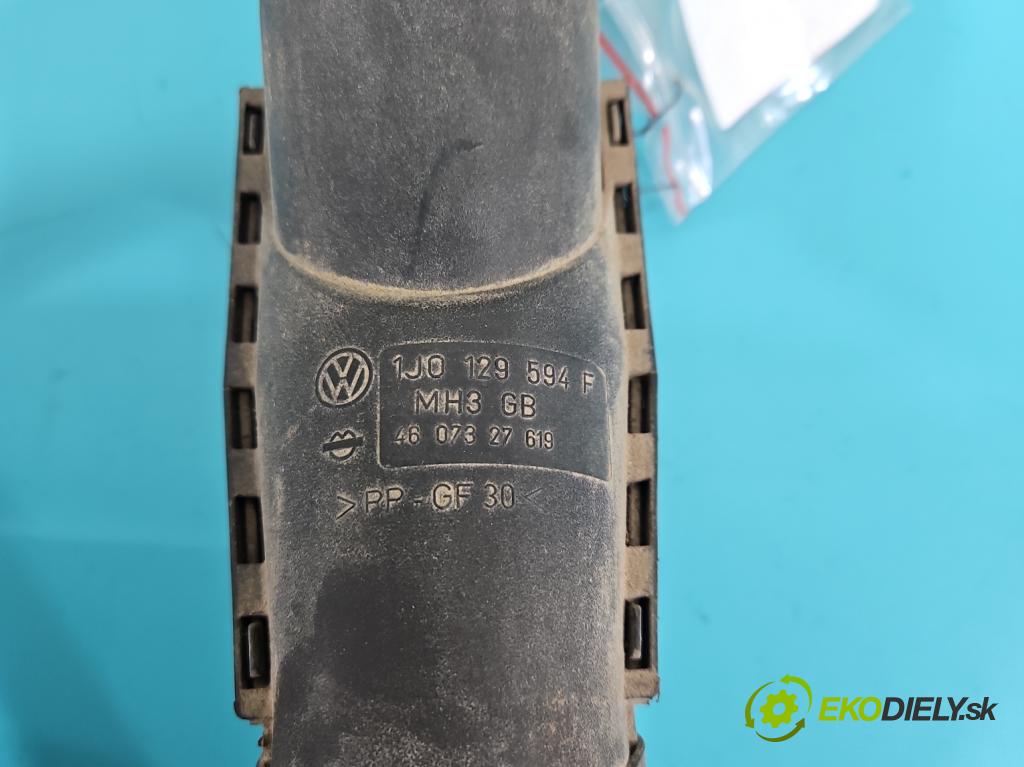 1J0 129 594 F
MH3 GB
46 073 27 619
>PP-GF 30<
EKODIELY.sk